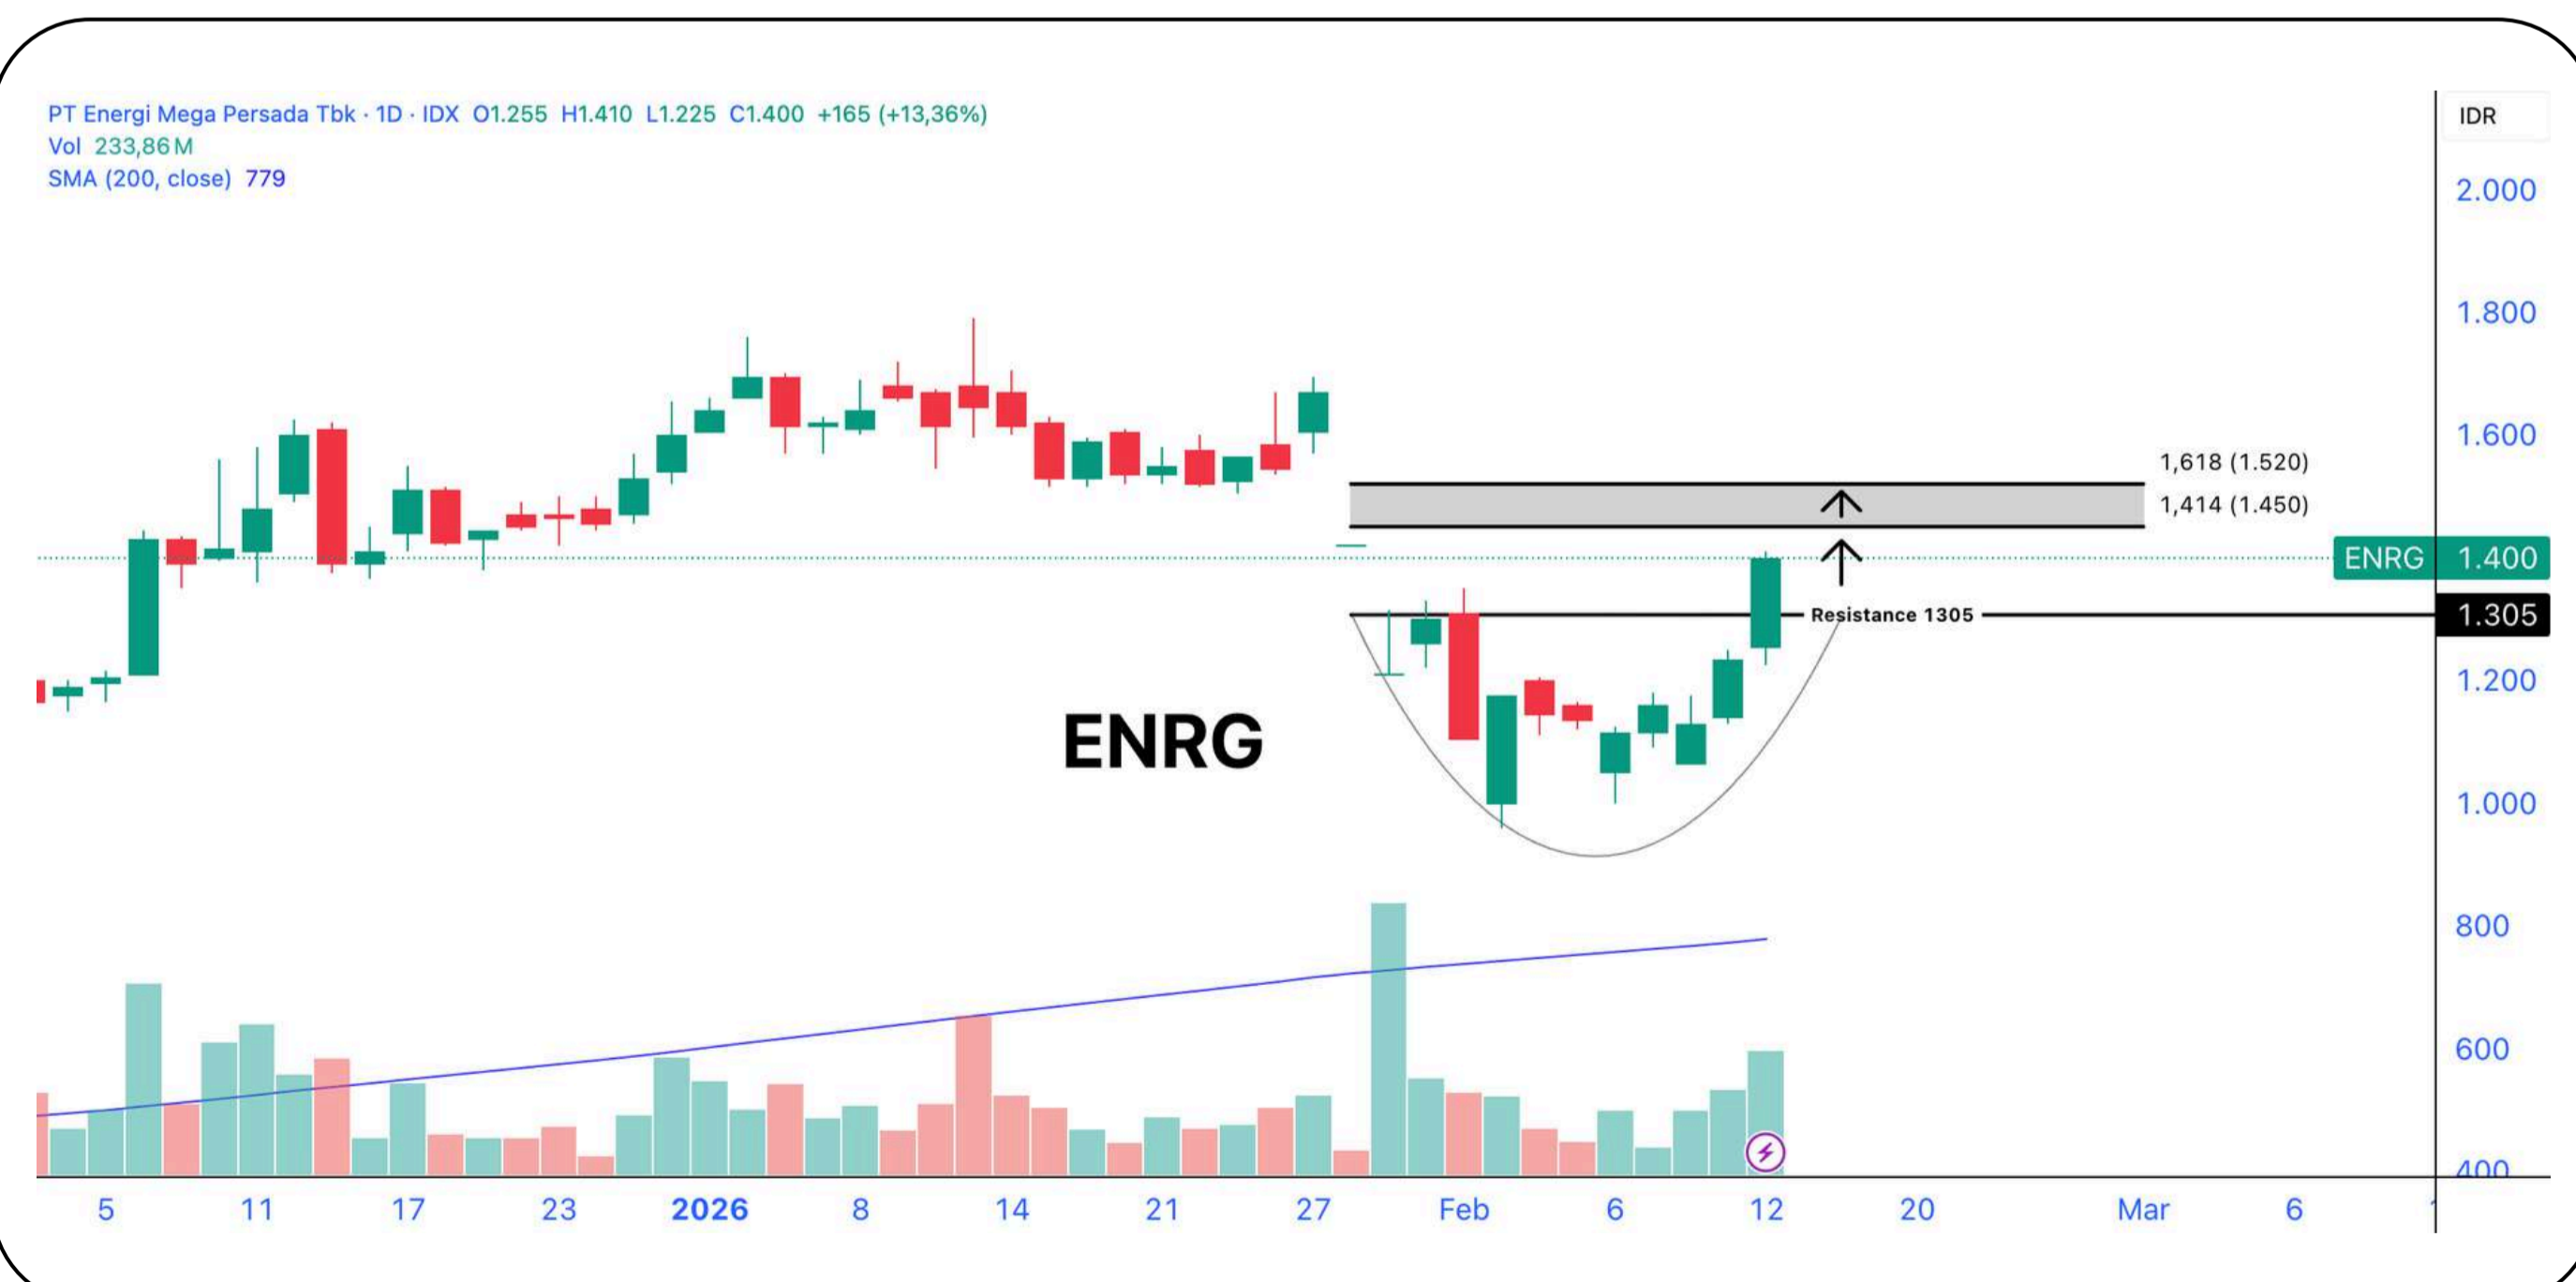 PT Energi Mega Persada Tbk · 1D · IDX O1.255 H1.410 L1.225 C1.400 +165 (+13,36%)
Vol 233,86 M
SMA (200, close) 779
IDR
2.000
1.800
1.600
1,618 (1.520)
1,414 (1.450)
ENRG 1.400
Resistance 1305
1.305
1.200
ENRG
1.000
800
600
400
5 11 17 23 2026 8 14 21 27 Feb 6 12 20 Mar 6